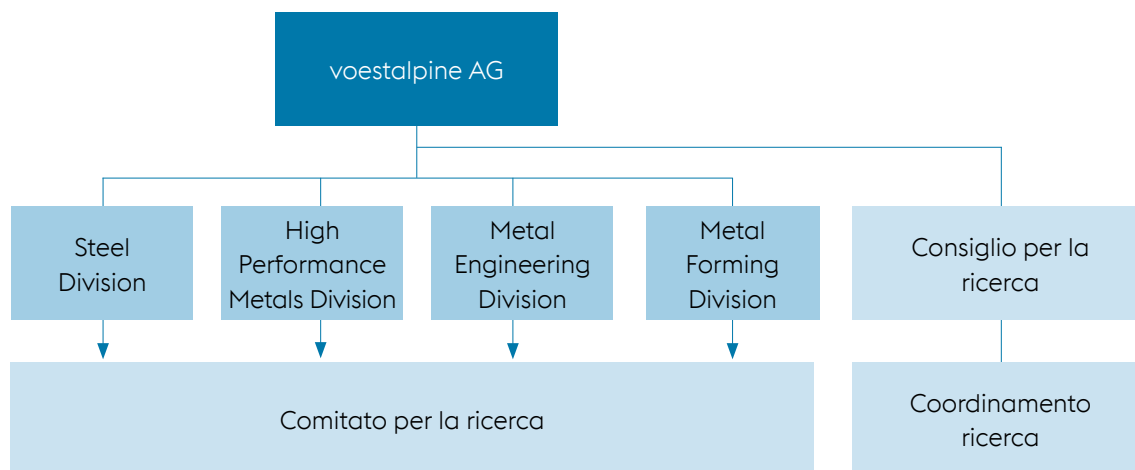 voestalpine AG
Steel
Division
High
Performance
Metals Division
Metal
Engineering
Division
Metal
Forming
Division
Consiglio per la
ricerca
Comitato per la ricerca
Coordinamento
ricerca